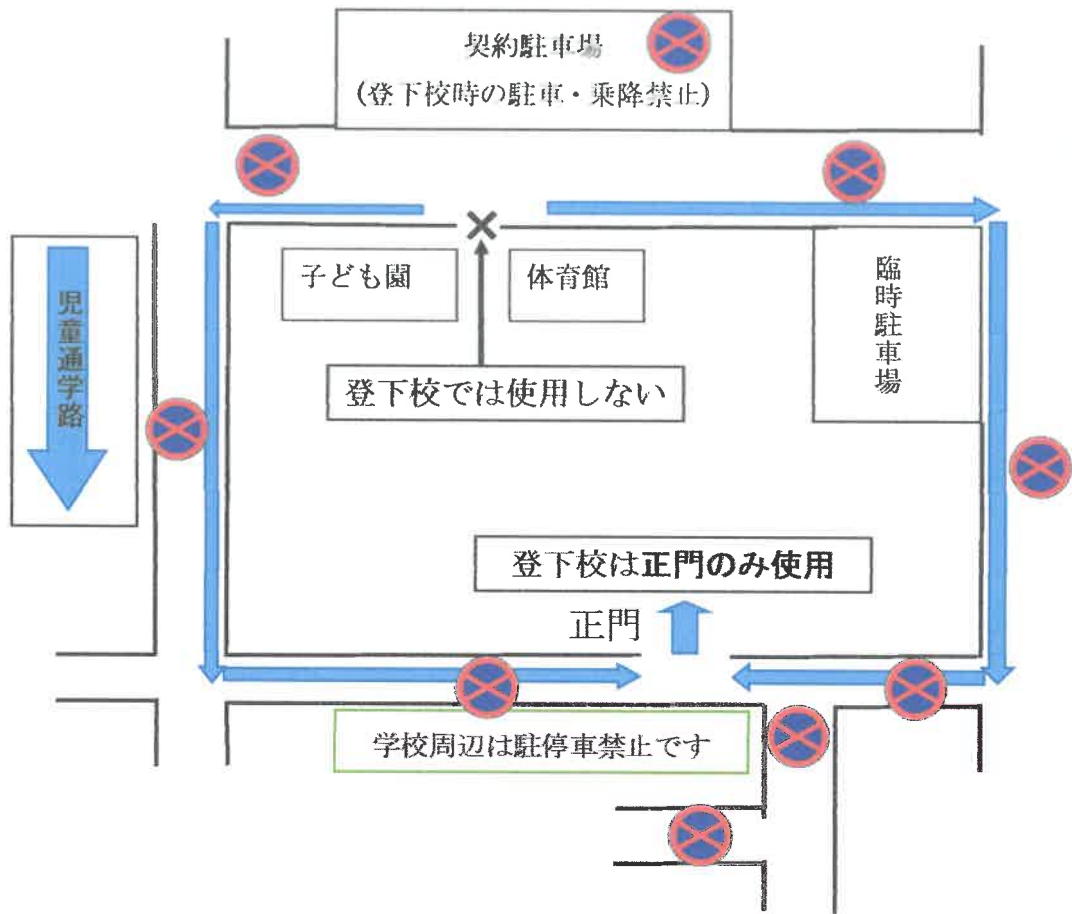 契約駐車場
(登下校時の駐車・乗降禁止)
子ども園
体育館
臨時駐車場
児童通学路
登下校では使用しない
登下校は正門のみ使用
正門
学校周辺は駐停車禁止です